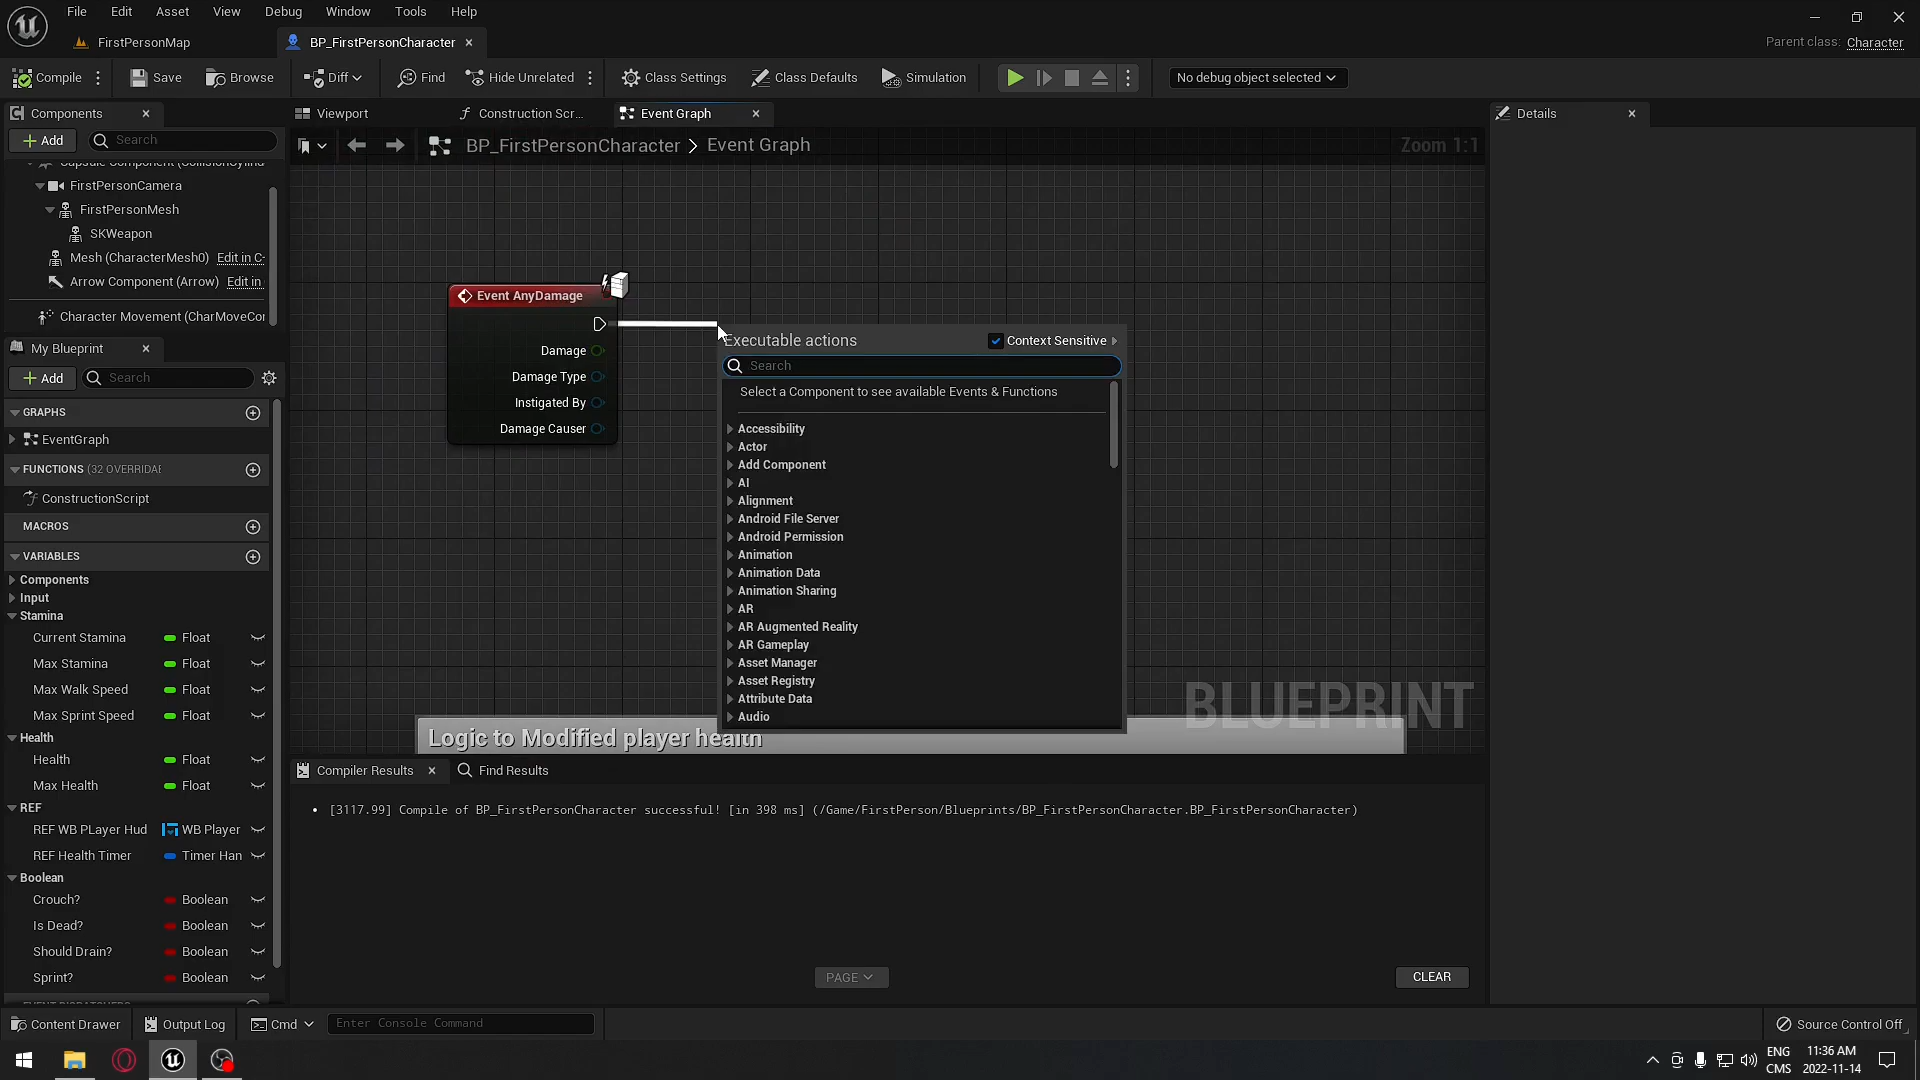 File Edit Asset View Debug Window Tools Help
FirstPersonMap
BP_FirstPersonCharacter
Parent class: Character
Compile
Save
Browse
Diff
Find
Hide Unrelated
Class Settings
Class Defaults
Simulation
No debug object selected
Components
Add
Search
FirstPersonCamera
FirstPersonMesh
SKWeapon
Mesh (CharacterMesh0) Edit in C
Arrow Component (Arrow) Edit in
Character Movement (CharMoveCo
My Blueprint
Add
Search
GRAPHS
EventGraph
FUNCTIONS (32 OVERRIDA
ConstructionScript
MACROS
VARIABLES
Components
Input
Stamina
Current Stamina Float
Max Stamina Float
Max Walk Speed Float
Max Sprint Speed Float
Health
Health Float
Max Health Float
REF
REF WB PLayer Hud WB Player
REF Health Timer Timer Han
Boolean
Crouch? Boolean
Is Dead? Boolean
Should Drain? Boolean
Sprint? Boolean
Viewport
Construction Scr...
Event Graph
BP_FirstPersonCharacter > Event Graph
Zoom 1:1
Event AnyDamage
Damage
Damage Type
Instigated By
Damage Causer
Executable actions
Context Sensitive
Search
Select a Component to see available Events & Functions
Accessibility
Actor
Add Component
AI
Alignment
Android File Server
Android Permission
Animation
Animation Data
Animation Sharing
AR
AR Augmented Reality
AR Gameplay
Asset Manager
Asset Registry
Attribute Data
Audio
BLUEPRINT
Logic to Modified player health
Compiler Results
Find Results
[3117.99] Compile of BP_FirstPersonCharacter successful! [in 398 ms] (/Game/FirstPerson/Blueprints/BP_FirstPersonCharacter.BP_FirstPersonCharacter)
PAGE
CLEAR
Details
Content Drawer
Output Log
Cmd
Enter Console Command
Source Control Off
ENG
CMS
11:36 AM
2022-11-14